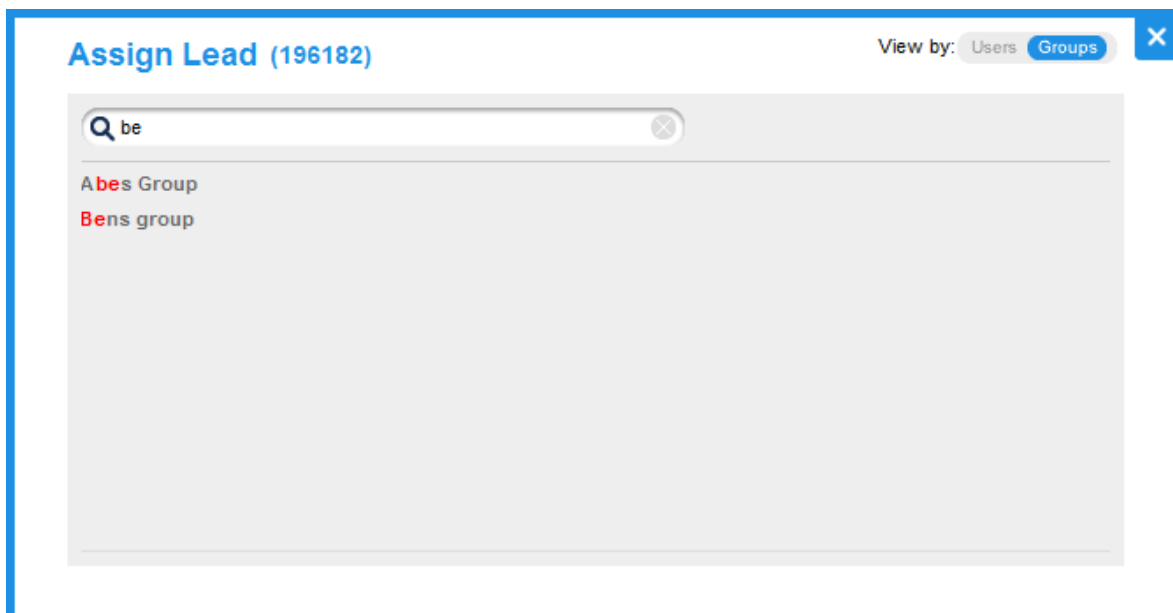 Assign Lead (196182)
View by: Users Groups
be
Abes Group
Bens group